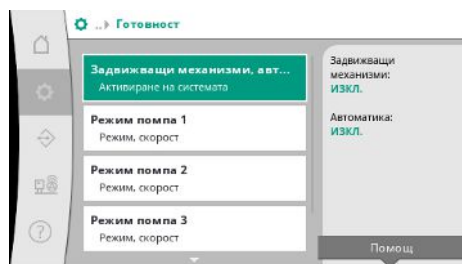 ..▸ Готовност
Задвижващи механизми, авт...
Активиране на системата
Режим помпа 1
Режим, скорост
Режим помпа 2
Режим, скорост
Режим помпа 3
Режим, скорост
Задвижващи
механизми:
ИЗКЛ.
Автоматика:
ИЗКЛ.
Помощ